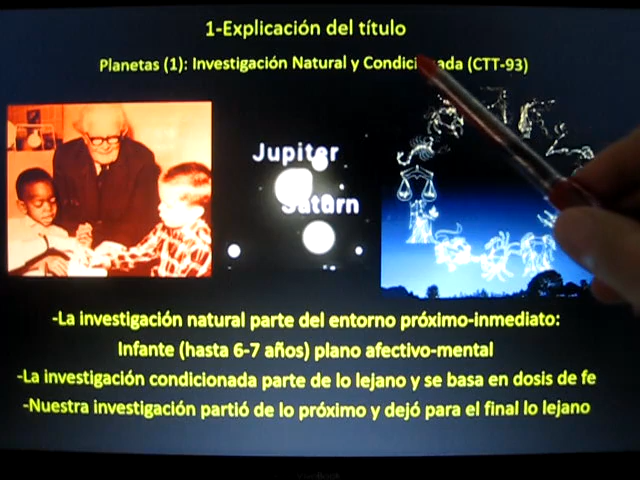 1-Explicación del título
Planetas (1): Investigación Natural y Condici ada (CTT-93)
Jupiter
Saturn
-La investigación natural parte del entorno próximo-inmediato:
Infante (hasta 6-7 años) plano afectivo-mental
-La investigación condicionada parte de lo lejano y se basa en dosis de fe
-Nuestra investigación partió de lo próximo y dejó para el final lo lejano